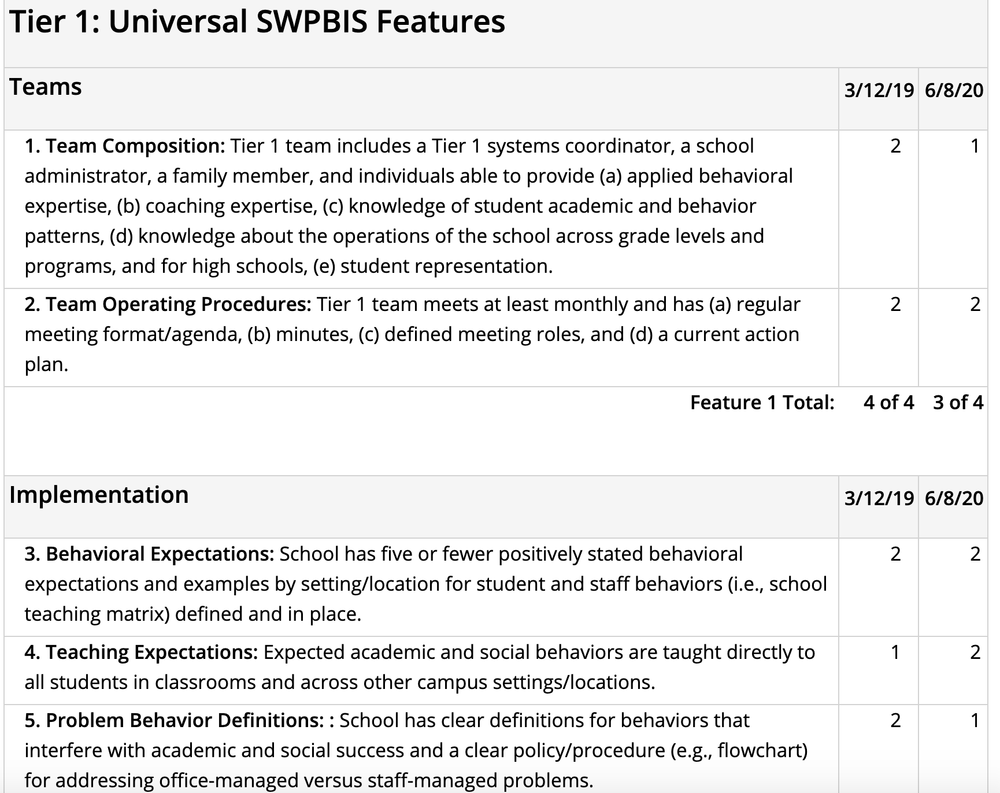 Tier 1: Universal SWPBIS Features
Teams 3/12/19 6/8/20
1. Team Composition: Tier 1 team includes a Tier 1 systems coordinator, a school 2 1
administrator, a family member, and individuals able to provide (a) applied behavioral
expertise, (b) coaching expertise, (c) knowledge of student academic and behavior
patterns, (d) knowledge about the operations of the school across grade levels and
programs, and for high schools, (e) student representation.
2. Team Operating Procedures: Tier 1 team meets at least monthly and has (a) regular 2 2
meeting format/agenda, (b) minutes, (c) defined meeting roles, and (d) a current action
plan.
Feature 1 Total: 4 of 4 3 of 4
Implementation 3/12/19 6/8/20
3. Behavioral Expectations: School has five or fewer positively stated behavioral 2 2
expectations and examples by setting/location for student and staff behaviors (i.e., school
teaching matrix) defined and in place.
4. Teaching Expectations: Expected academic and social behaviors are taught directly to 1 2
all students in classrooms and across other campus settings/locations.
5. Problem Behavior Definitions: : School has clear definitions for behaviors that 2 1
interfere with academic and social success and a clear policy/procedure (e.g., flowchart)
for addressing office-managed versus staff-managed problems.